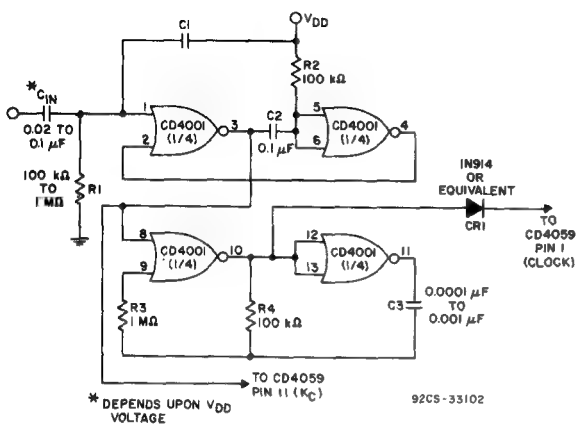 C1
VDD
R2
100 kΩ
*CIN
0.02 TO
0.1 μF
1
2
CD4001
(1/4)
3
C2
0.1 μF
5
6
CD4001
(1/4)
4
100 kΩ
TO
1 MΩ
R1
IN914
OR
EQUIVALENT
CR1
TO
CD4059
PIN 1
(CLOCK)
8
9
CD4001
(1/4)
10
12
13
CD4001
(1/4)
11
R3
1 MΩ
R4
100 kΩ
C3
0.0001 μF
TO
0.001 μF
TO CD4059
PIN 11 (KC)
* DEPENDS UPON VDD
VOLTAGE
92CS-33102